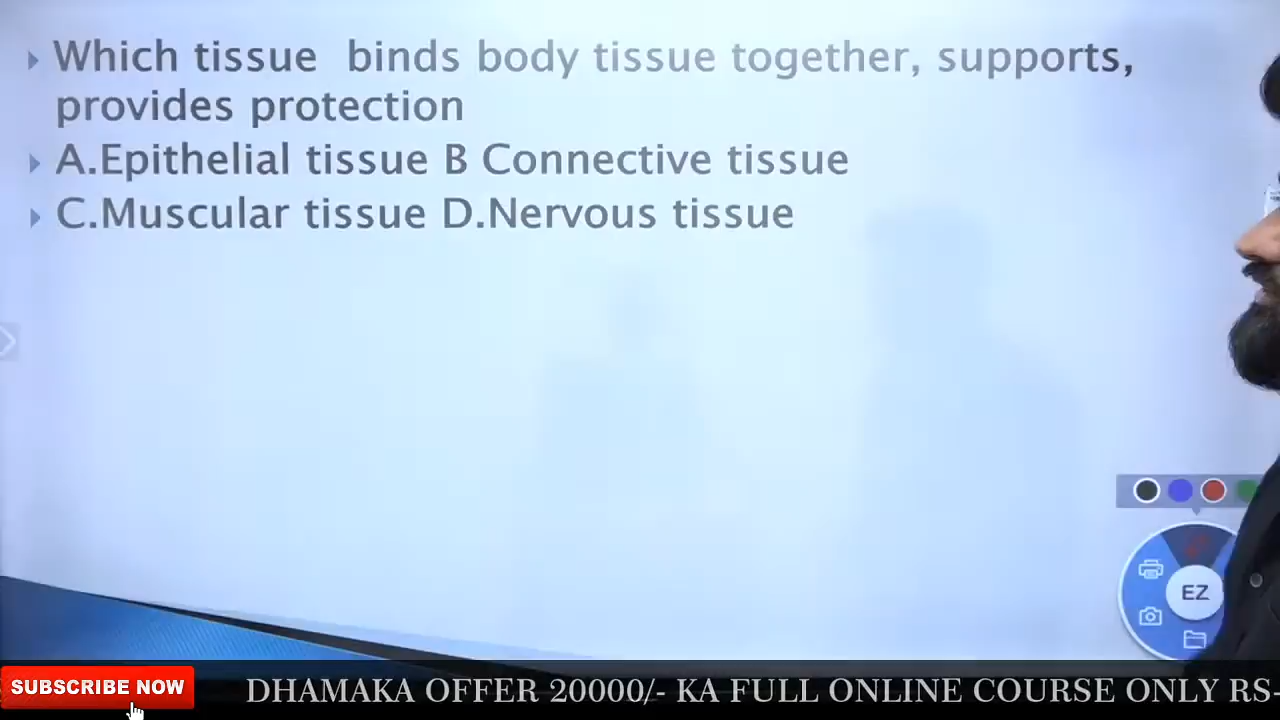 Which tissue binds body tissue together, supports,
provides protection
A.Epithelial tissue B Connective tissue
C.Muscular tissue D.Nervous tissue
EZ
SUBSCRIBE NOW
DHAMAKA OFFER 20000/- KA FULL ONLINE COURSE ONLY RS-